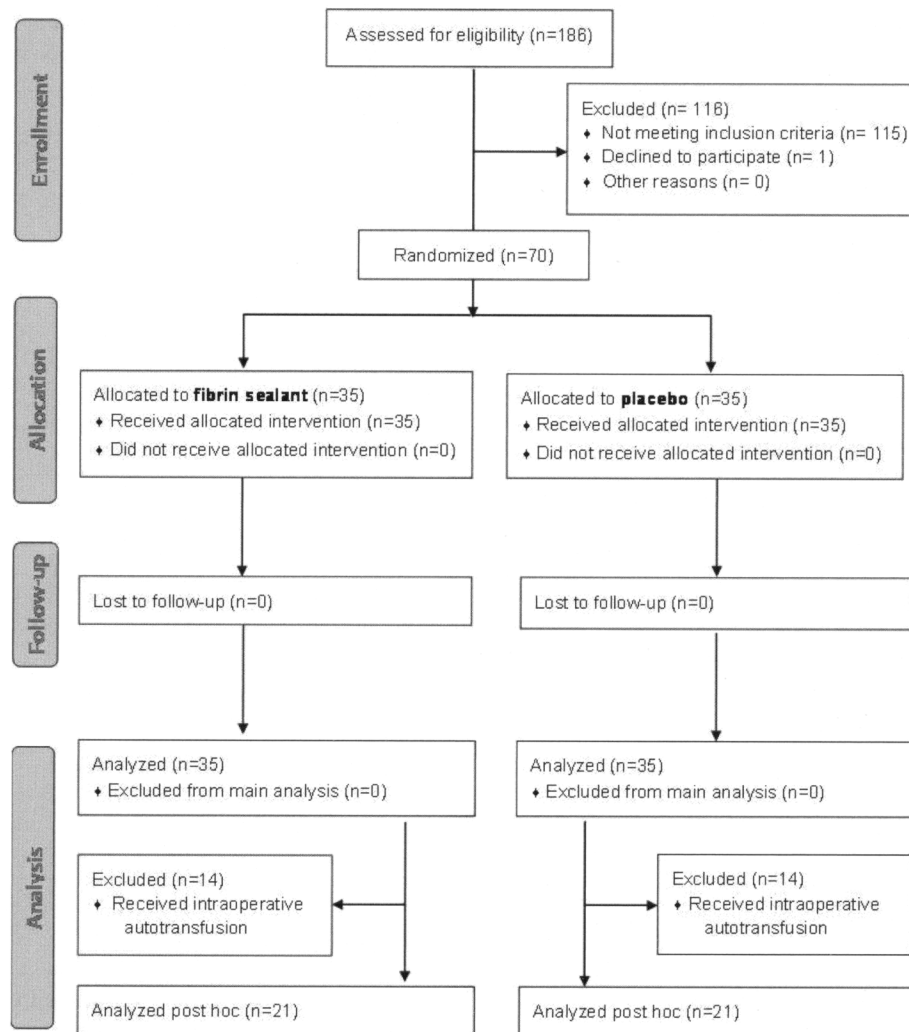 Enrollment
Assessed for eligibility (n=186)
Excluded (n= 116)
♦ Not meeting inclusion criteria (n= 115)
♦ Declined to participate (n= 1)
♦ Other reasons (n= 0)
Randomized (n=70)
Allocation
Allocated to fibrin sealant (n=35)
♦ Received allocated intervention (n=35)
♦ Did not receive allocated intervention (n=0)
Allocated to placebo (n=35)
♦ Received allocated intervention (n=35)
♦ Did not receive allocated intervention (n=0)
Follow-up
Lost to follow-up (n=0)
Lost to follow-up (n=0)
Analysis
Analyzed (n=35)
♦ Excluded from main analysis (n=0)
Analyzed (n=35)
♦ Excluded from main analysis (n=0)
Excluded (n=14)
♦ Received intraoperative
autotransfusion
Excluded (n=14)
♦ Received intraoperative
autotransfusion
Analyzed post hoc (n=21)
Analyzed post hoc (n=21)